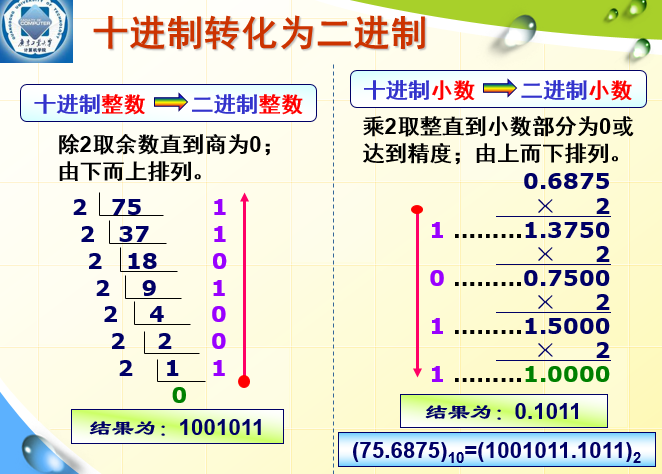 COMPUTER
十进制转化为二进制
十进制整数 二进制整数
除2取余数直到商为0；
由下而上排列。
2 75 1
2 37 1
2 18 0
2 9 1
2 4 0
2 2 0
2 1 1
0
结果为：1001011
十进制小数 二进制小数
乘2取整直到小数部分为0或
达到精度；由上而下排列。
0.6875
× 2
1 ………1.3750
× 2
0 ………0.7500
× 2
1 ………1.5000
× 2
1 ………1.0000
结果为：0.1011
(75.6875)10=(1001011.1011)2